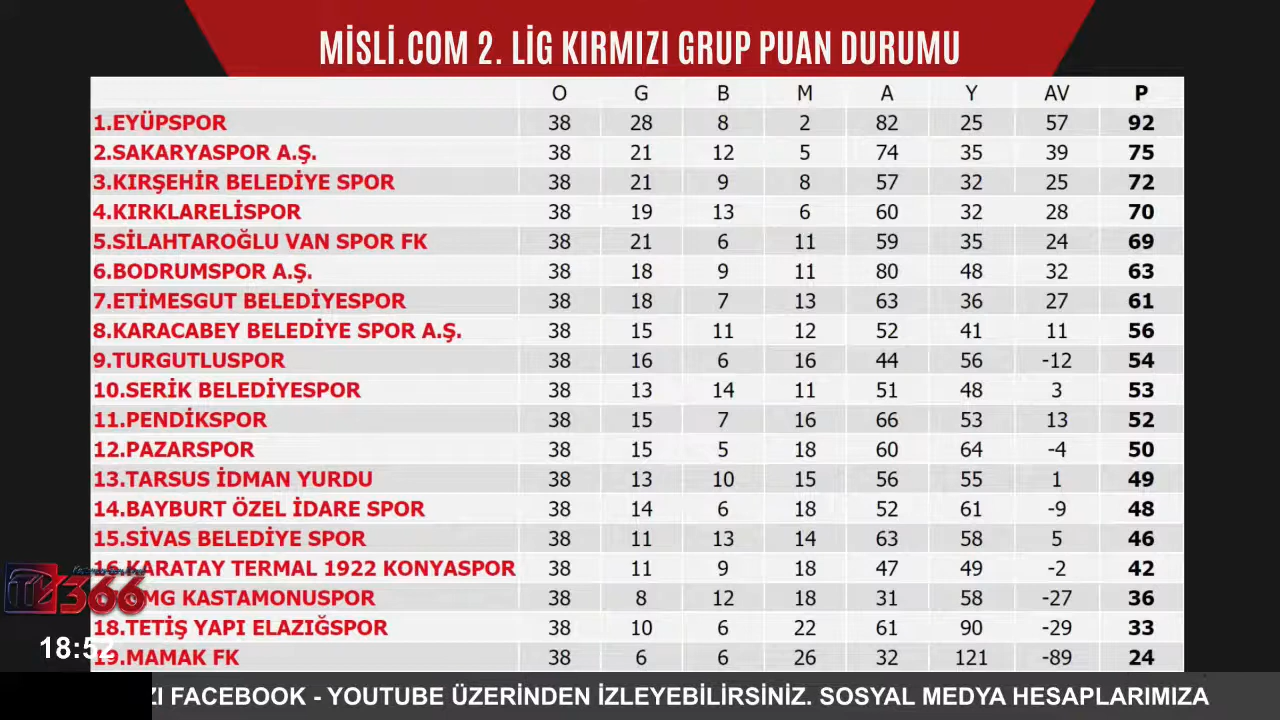 MİSLİ.COM 2. LİG KIRMIZI GRUP PUAN DURUMU
O G B M A Y AV P
1.EYÜPSPOR 38 28 8 2 82 25 57 92
2.SAKARYASPOR A.Ş. 38 21 12 5 74 35 39 75
3.KIRŞEHİR BELEDİYE SPOR 38 21 9 8 57 32 25 72
4.KIRKLARELİSPOR 38 19 13 6 60 32 28 70
5.SİLAHTAROĞLU VAN SPOR FK 38 21 6 11 59 35 24 69
6.BODRUMSPOR A.Ş. 38 18 9 11 80 48 32 63
7.ETİMESGUT BELEDİYESPOR 38 18 7 13 63 36 27 61
8.KARACABEY BELEDİYE SPOR A.Ş. 38 15 11 12 52 41 11 56
9.TURGUTLUSPOR 38 16 6 16 44 56 -12 54
10.SERİK BELEDİYESPOR 38 13 14 11 51 48 3 53
11.PENDİKSPOR 38 15 7 16 66 53 13 52
12.PAZARSPOR 38 15 5 18 60 64 -4 50
13.TARSUS İDMAN YURDU 38 13 10 15 56 55 1 49
14.BAYBURT ÖZEL İDARE SPOR 38 14 6 18 52 61 -9 48
15.SİVAS BELEDİYE SPOR 38 11 13 14 63 58 5 46
16.KARATAY TERMAL 1922 KONYASPOR 38 11 9 18 47 49 -2 42
MG KASTAMONUSPOR 38 8 12 18 31 58 -27 36
18.TETİŞ YAPI ELAZIĞSPOR 38 10 6 22 61 90 -29 33
19.MAMAK FK 38 6 6 26 32 121 -89 24
366
18:52
ZI FACEBOOK - YOUTUBE ÜZERİNDEN İZLEYEBİLİRSİNİZ. SOSYAL MEDYA HESAPLARIMIZA